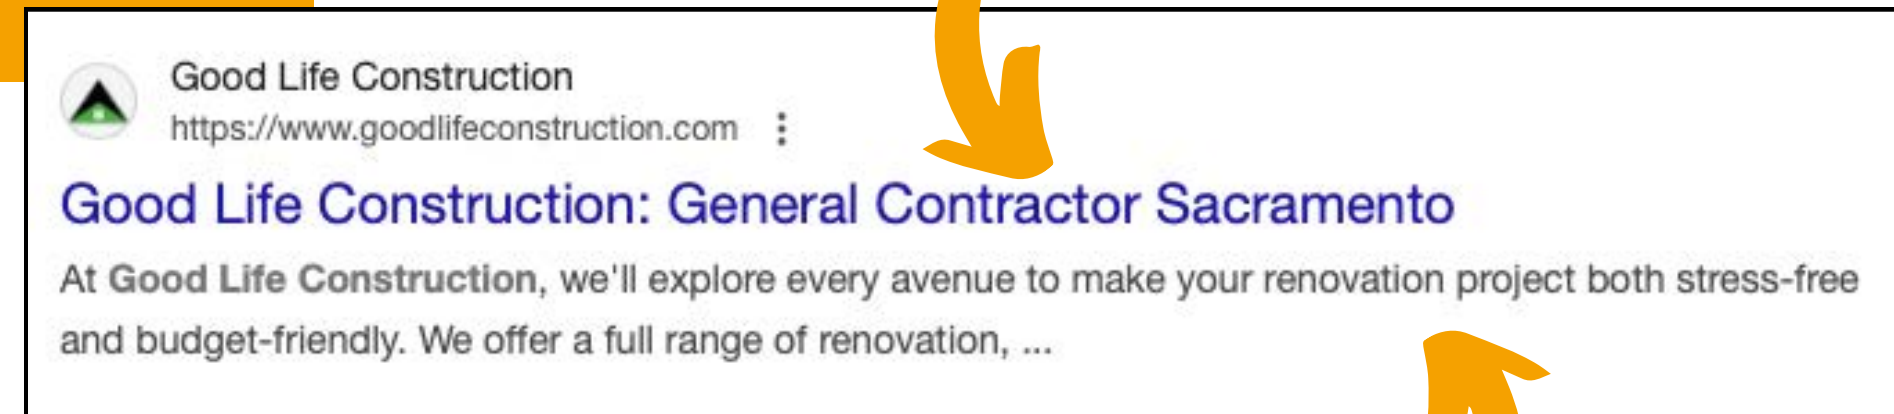 Good Life Construction
https://www.goodlifeconstruction.com
Good Life Construction: General Contractor Sacramento
At Good Life Construction, we'll explore every avenue to make your renovation project both stress-free
and budget-friendly. We offer a full range of renovation, ...